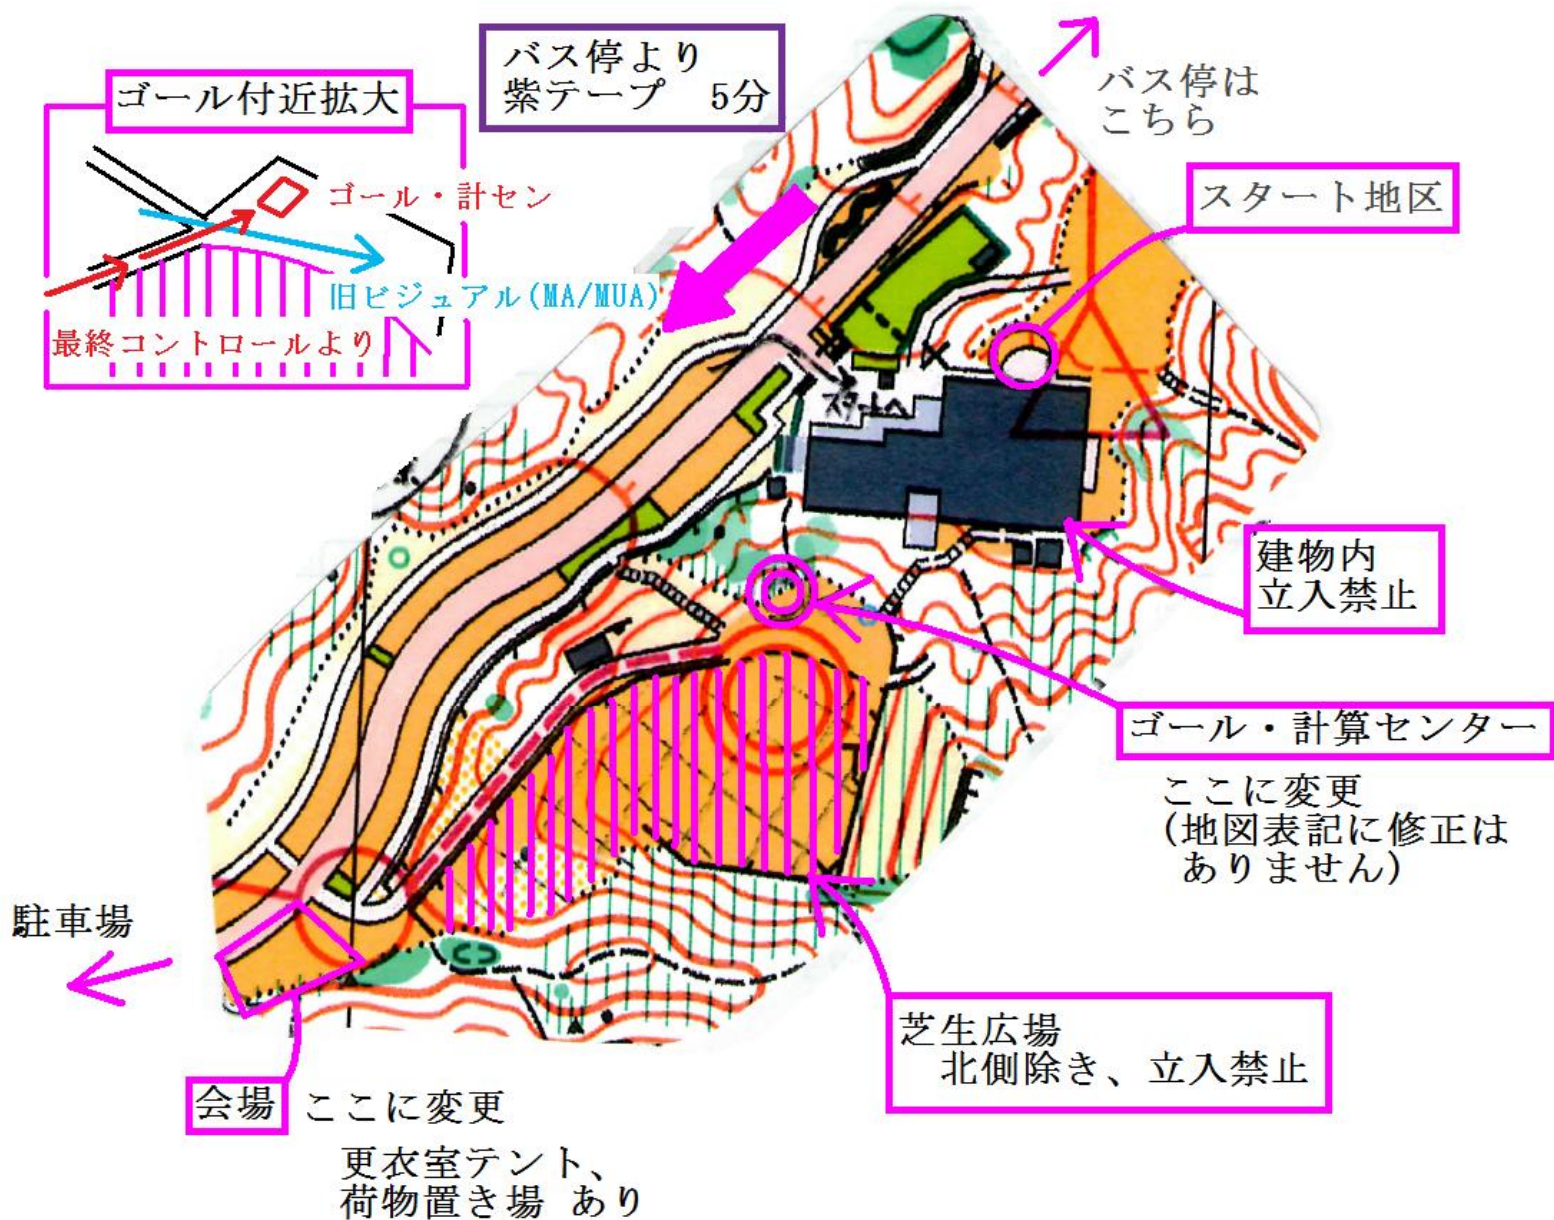 バス停より
紫テープ　5分
ゴール付近拡大
ゴール・計セン
旧ビジュアル(MA/MUA)
最終コントロールより
バス停は
こちら
スタート地区
スタートへ
建物内
立入禁止
ゴール・計算センター
ここに変更
(地図表記に修正は
ありません)
駐車場
芝生広場
北側除き、立入禁止
会場
ここに変更
更衣室テント、
荷物置き場 あり